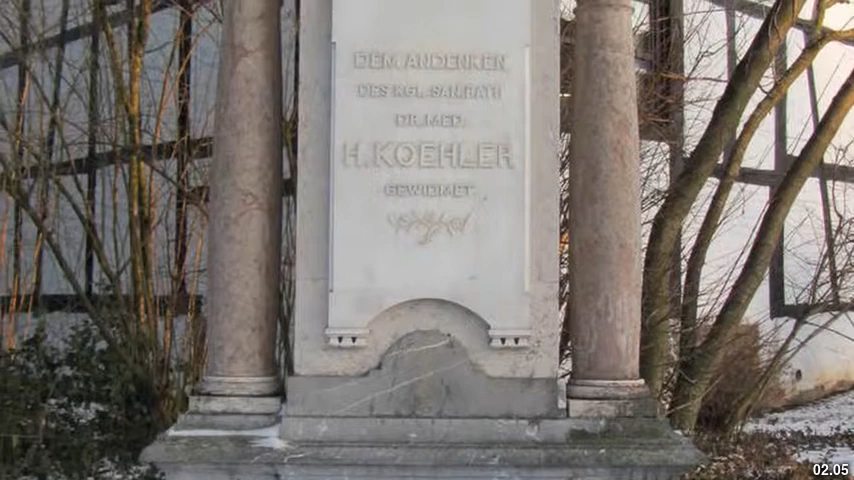 DEM ANDENKEN
DES KGL. SAN. RATH
DR. MED.
H. KOEHLER
GEWIDMET
02.05